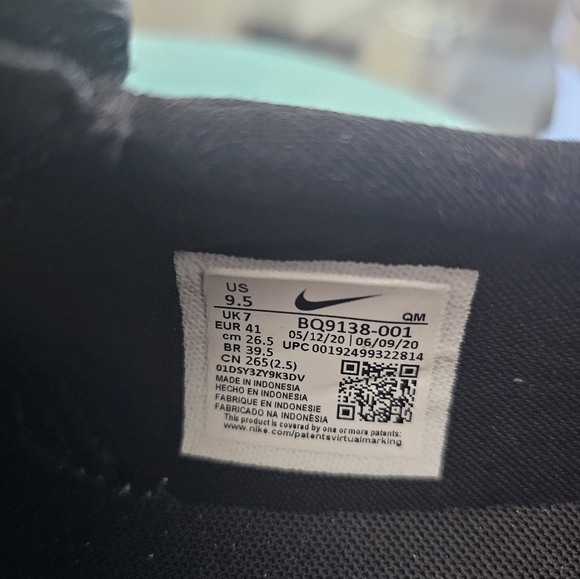 US
9.5
UK 7
EUR 41
cm 26.5
BR 39.5
CN 265(2.5)
01DSY3ZY9K3DV
QM
BQ9138-001
05/12/20 | 06/09/20
UPC 00192499322814
MADE IN INDONESIA
HECHO EN INDONESIA
FABRIQUE EN INDONESIE
FABRICADO NA INDONÉSIA
This product is covered by one or more patents:
www.nike.com/patentsvirtualmarking